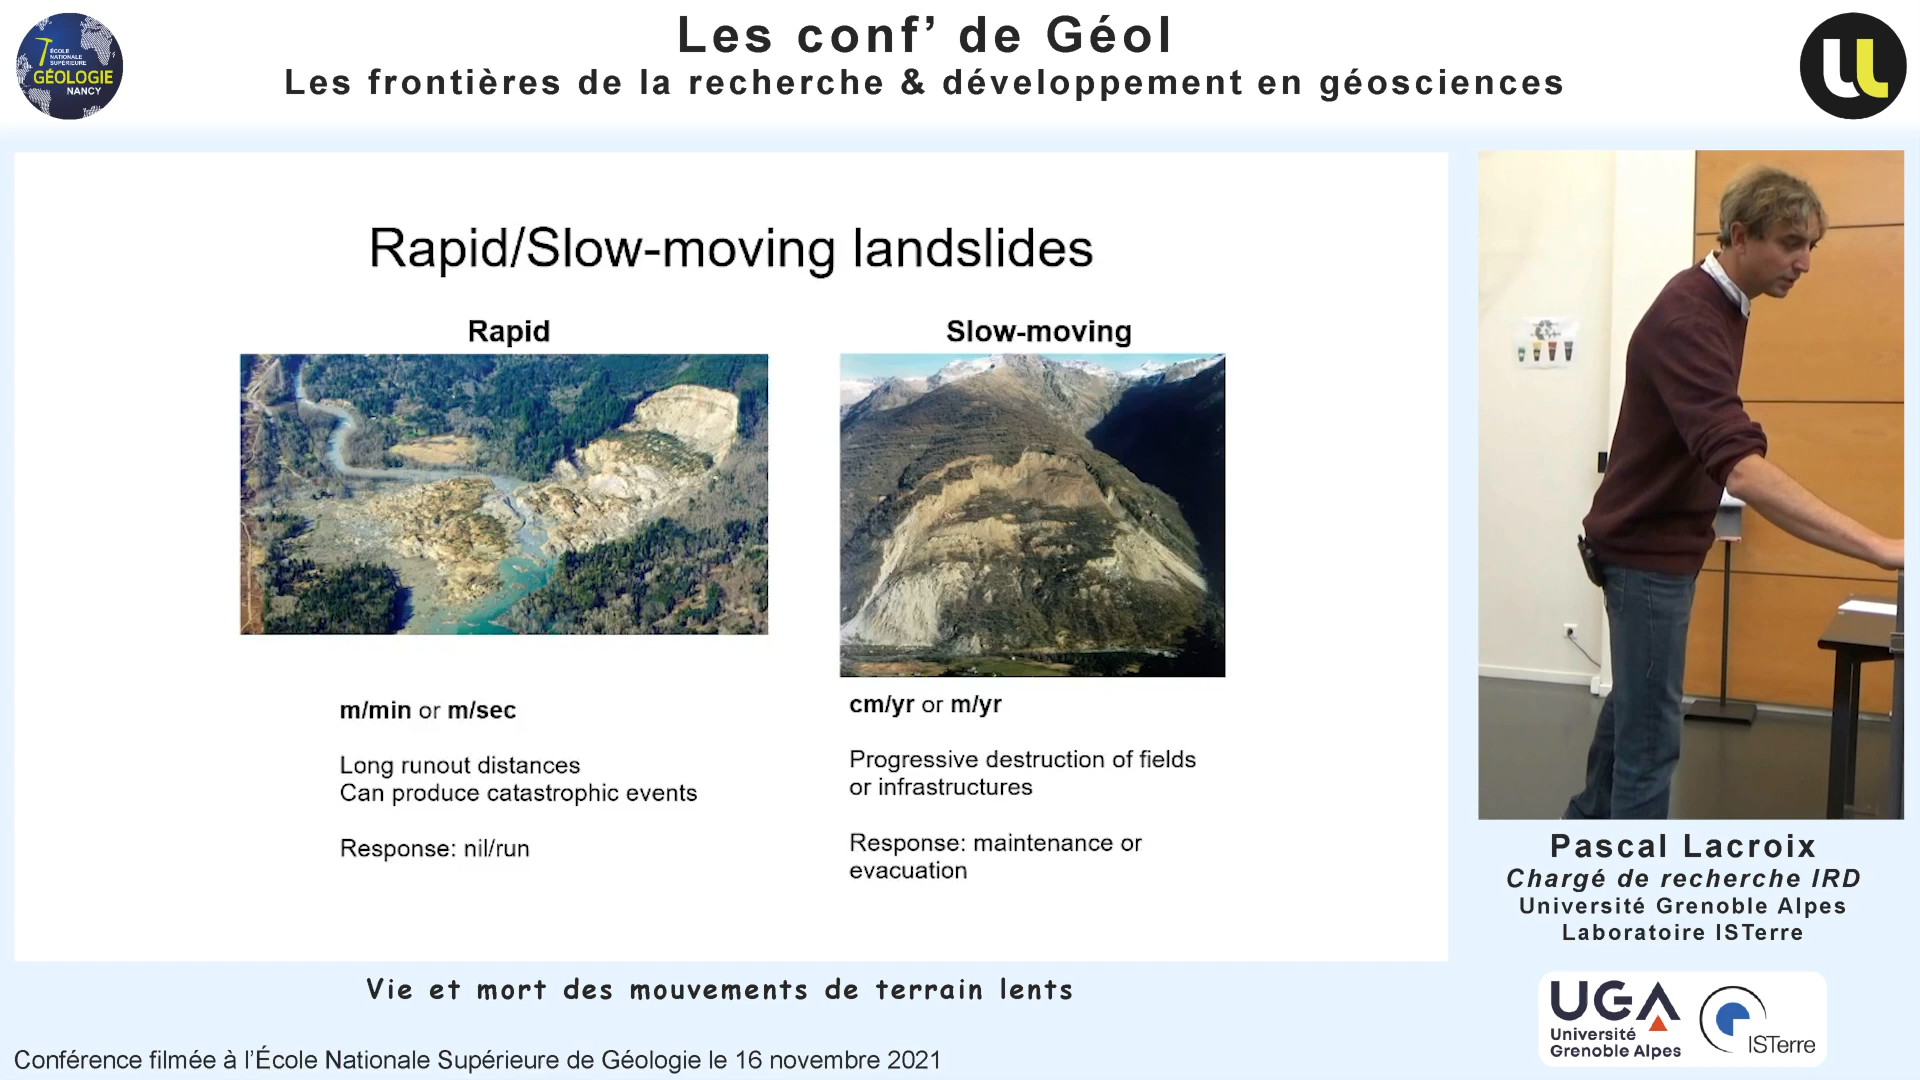 Les conf’ de Géol
Les frontières de la recherche & développement en géosciences
ÉCOLE
NATIONALE
SUPÉRIEURE
GÉOLOGIE
NANCY
Rapid/Slow-moving landslides
Rapid
Slow-moving
m/min or m/sec
Long runout distances
Can produce catastrophic events
Response: nil/run
cm/yr or m/yr
Progressive destruction of fields
or infrastructures
Response: maintenance or
evacuation
Pascal Lacroix
Chargé de recherche IRD
Université Grenoble Alpes
Laboratoire ISTerre
Vie et mort des mouvements de terrain lents
UGA
Université
Grenoble Alpes
ISTerre
Conférence filmée à l’École Nationale Supérieure de Géologie le 16 novembre 2021